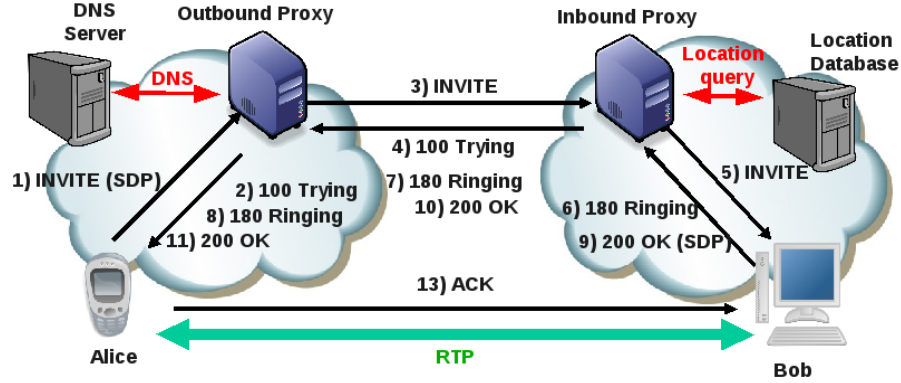 DNS
Server
Outbound Proxy
Inbound Proxy
Location
Database
DNS
Location
query
3) INVITE
4) 100 Trying
7) 180 Ringing
10) 200 OK
1) INVITE (SDP)
2) 100 Trying
8) 180 Ringing
11) 200 OK
5) INVITE
6) 180 Ringing
9) 200 OK (SDP)
13) ACK
RTP
Alice
Bob